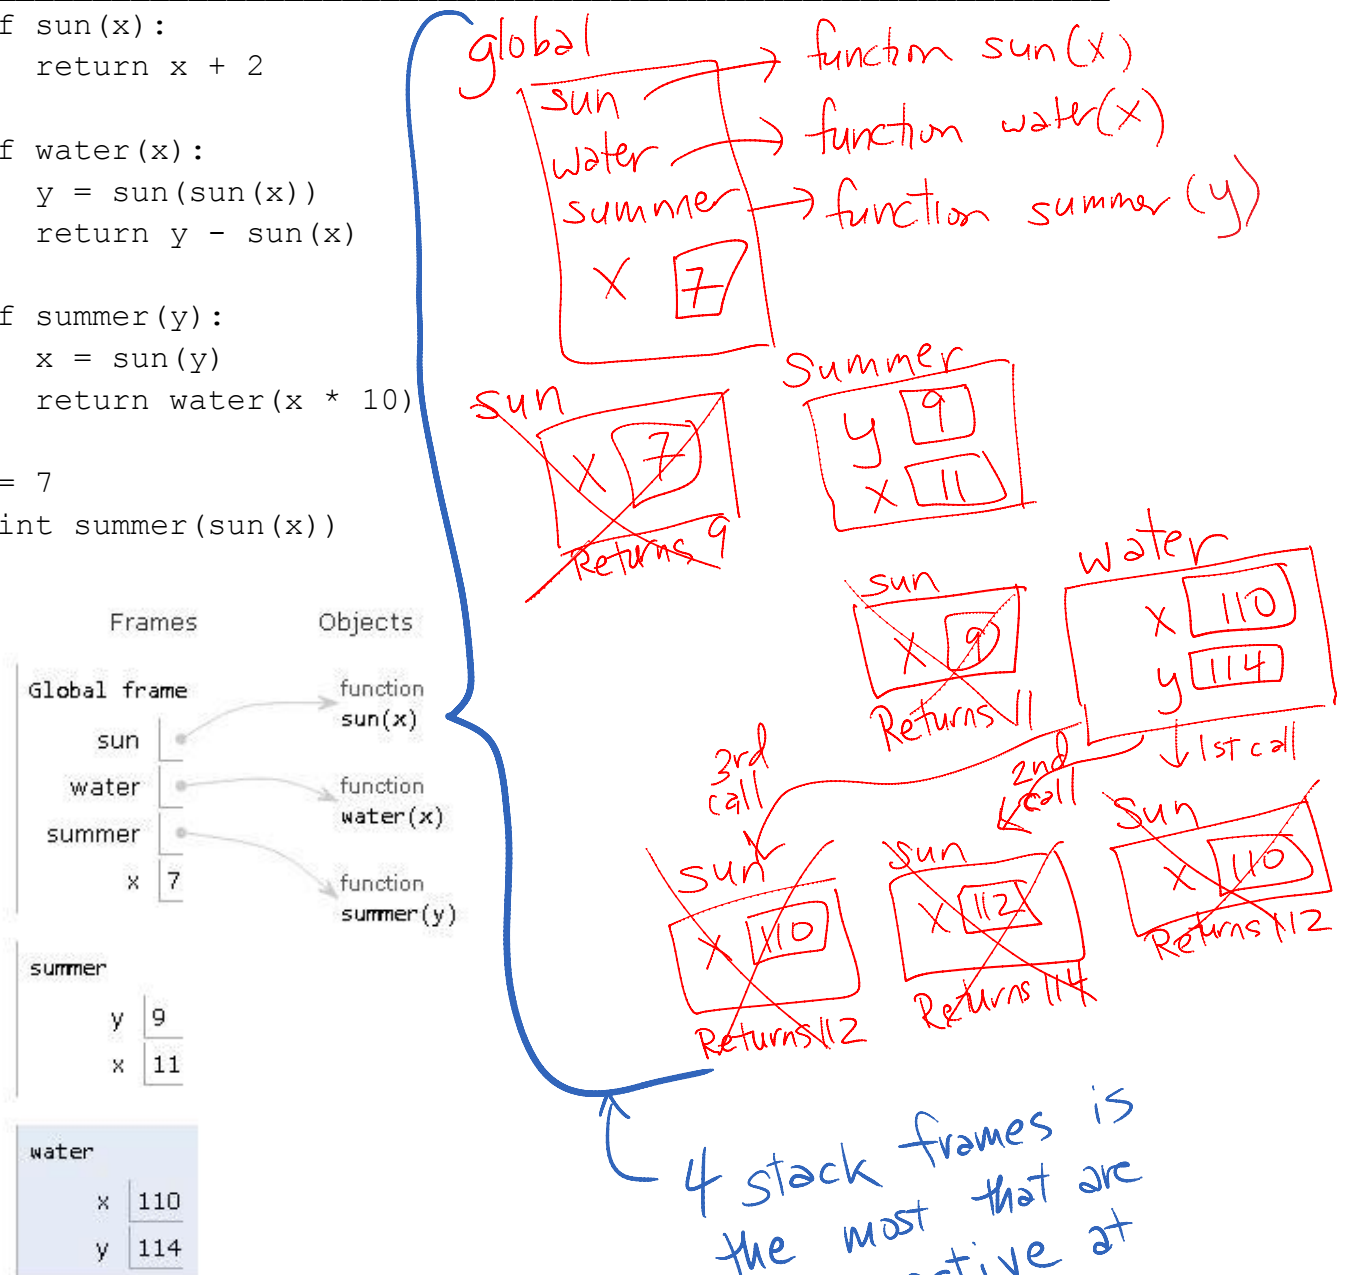 f sun(x):
return x + 2
f water(x):
y = sun(sun(x))
return y - sun(x)
f summer(y):
x = sun(y)
return water(x * 10)
= 7
int summer(sun(x))
global
sun → function sun(x)
water → function water(x)
summer → function summer(y)
x 7
sun
x 7
Returns 9
Summer
y 9
x 11
sun
x 9
Returns 11
water
x 110
y 114
1st call
2nd call
3rd call
Sun
x 110
Returns 112
Sun
x 112
Returns 114
Sun
x 110
Returns 112
4 stack frames is
the most that are
active at
Frames Objects
Global frame
sun
water
summer
x 7
function
sun(x)
function
water(x)
function
summer(y)
summer
y 9
x 11
water
x 110
y 114